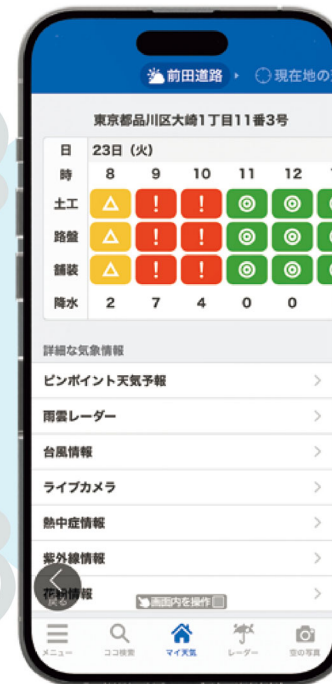 前田道路 現在地の
東京都品川区大崎1丁目11番3号
日 23日（火）
時 8 9 10 11 12
土工 △ ! ! ◎ ◎ ◎
路盤 △ ! ! ◎ ◎ ◎
舗装 △ ! ! ◎ ◎ ◎
降水 2 7 4 0 0
詳細な気象情報
ピンポイント天気予報
雨雲レーダー
台風情報
ライブカメラ
熱中症情報
紫外線情報
花粉情報
戻る 画面内を操作
メニュー ココ検索 マイ天気 レーダー 空の写真